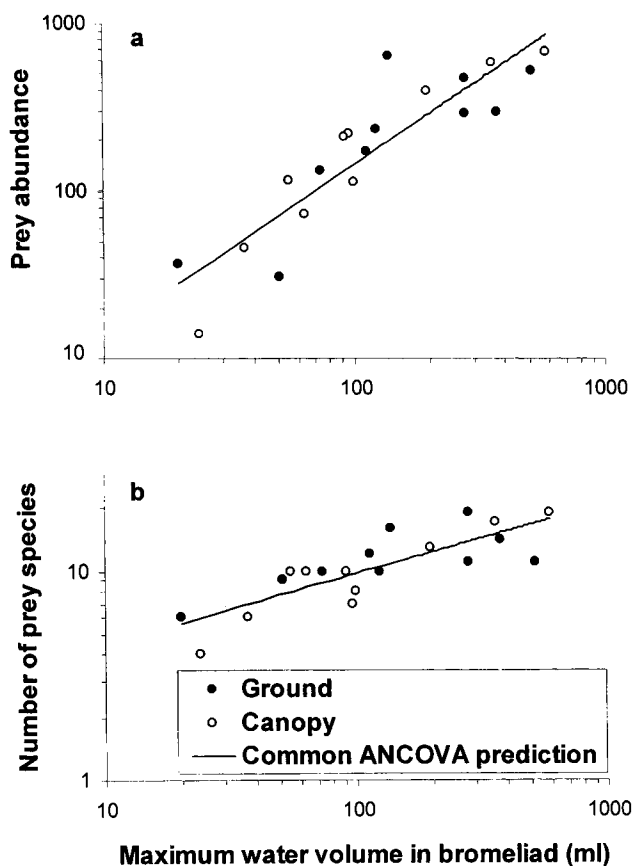 a
1000
100
10
Prey abundance
10 100 1000
b
10
1
Number of prey species
Ground
Canopy
Common ANCOVA prediction
10 100 1000
Maximum water volume in bromeliad (ml)